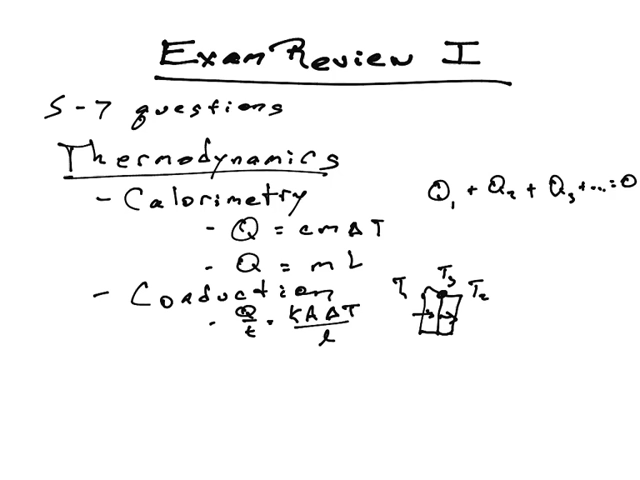 Exam Review I
5-7 questions
Thermodynamics
- Calorimetry
Q₁ + Q₂ + Q₃ + ... = 0
- Q = cmΔT
- Q = mL
- Conduction
- Q/t = kAΔT/l
T₁ T₃ T₂